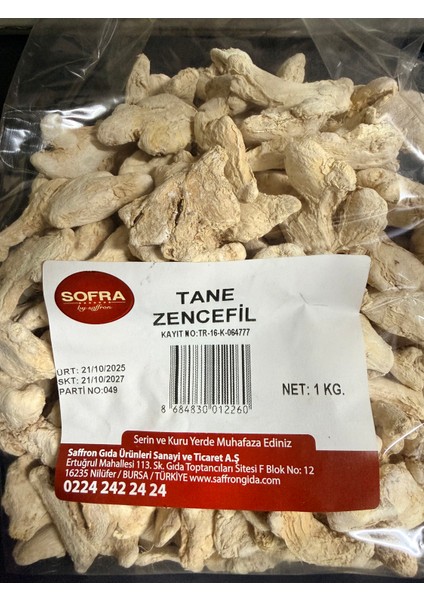 SOFRA
by saffron
TANE
ZENCEFİL
KAYIT NO:TR-16-K-064777
ÜRT: 21/10/2025
SKT: 21/10/2027
PARTİ NO:049
8 684830 012260
NET: 1 KG.
Serin ve Kuru Yerde Muhafaza Ediniz
Saffron Gıda Ürünleri Sanayi ve Ticaret A.Ş
Ertuğrul Mahallesi 113. Sk. Gıda Toptancıları Sitesi F Blok No: 12
16235 Nilüfer / BURSA / TÜRKİYE www.saffrongida.com
0224 242 24 24